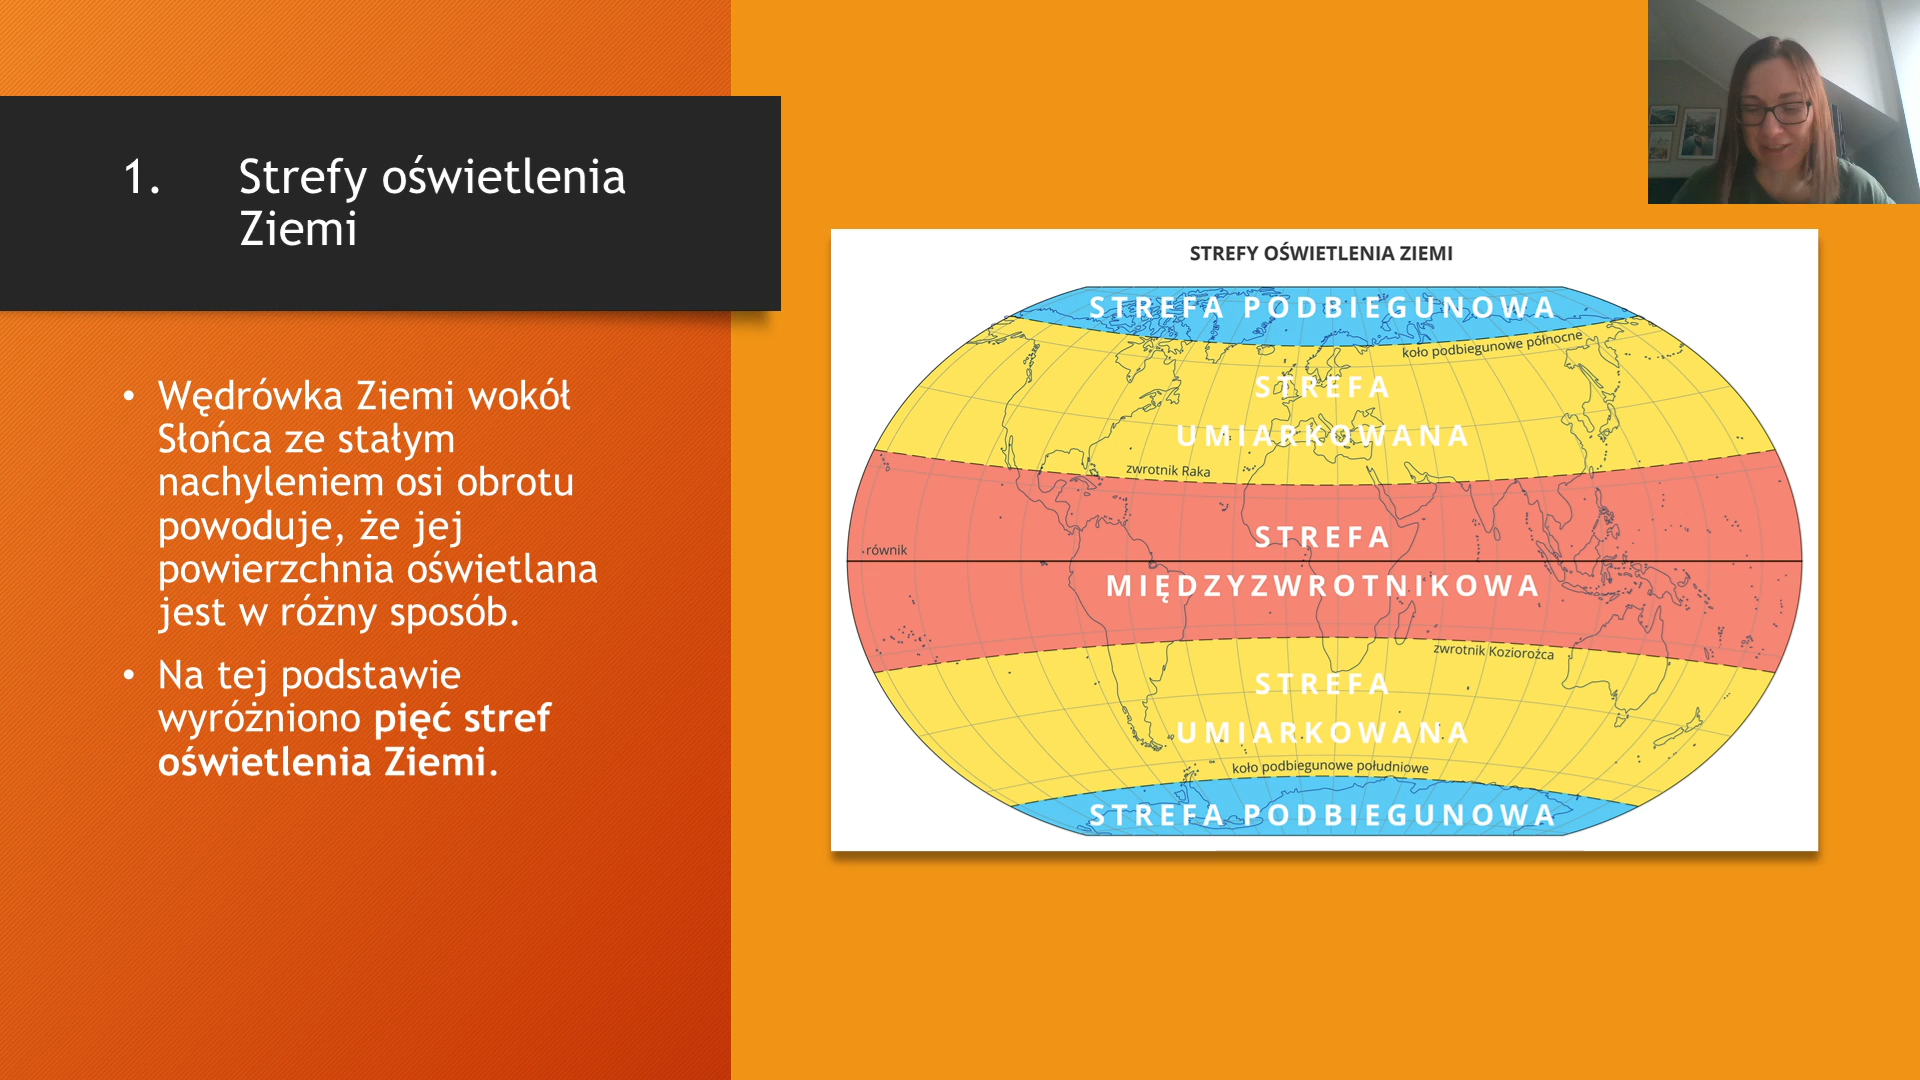 1. Strefy oświetlenia
Ziemi
• Wędrówka Ziemi wokół
Słońca ze stałym
nachyleniem osi obrotu
powoduje, że jej
powierzchnia oświetlana
jest w różny sposób.
• Na tej podstawie
wyróżniono pięć stref
oświetlenia Ziemi.
STREFY OŚWIETLENIA ZIEMI
STREFA PODBIEGUNOWA
koło podbiegunowe północne
STREFA
UMIARKOWANA
zwrotnik Raka
STREFA
równik
MIĘDZYZWROTNIKOWA
zwrotnik Koziorożca
STREFA
UMIARKOWANA
koło podbiegunowe południowe
STREFA PODBIEGUNOWA